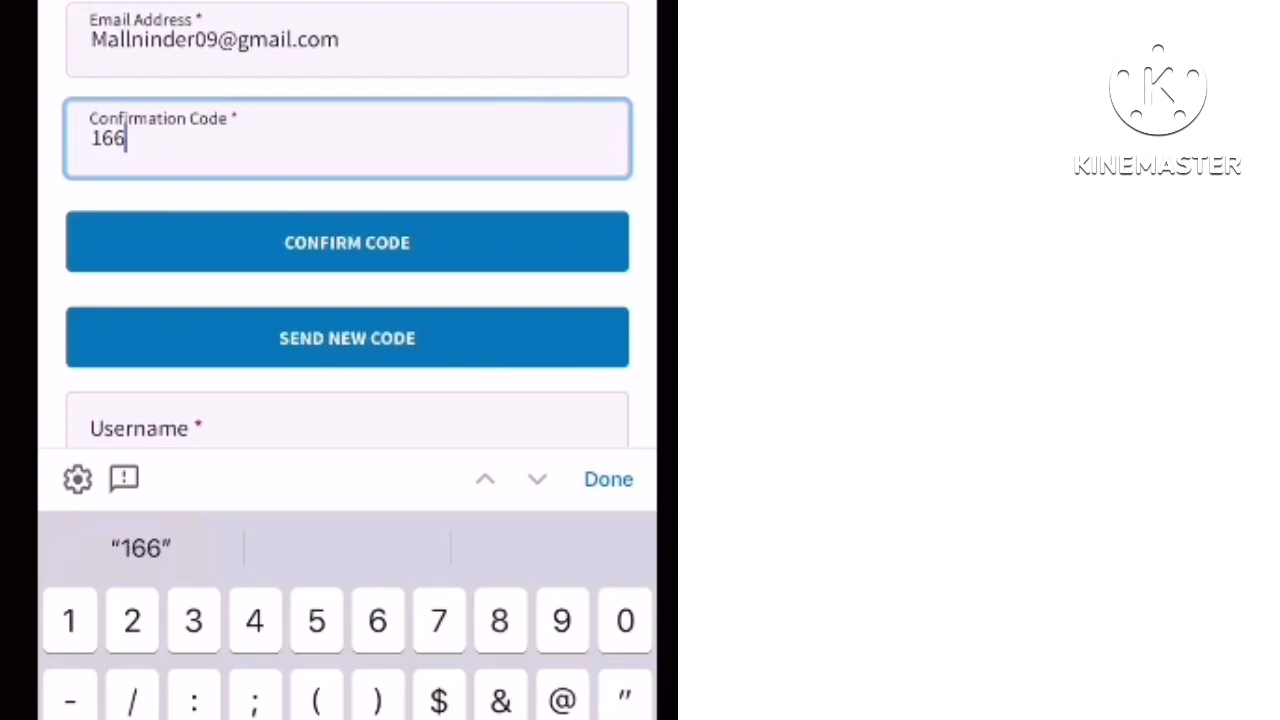 Email Address *
Mallninder09@gmail.com
Confirmation Code *
166
CONFIRM CODE
SEND NEW CODE
Username *
Done
“166”
1 2 3 4 5 6 7 8 9 0
- / : ; ( ) $ & @ "
K
KINEMASTER